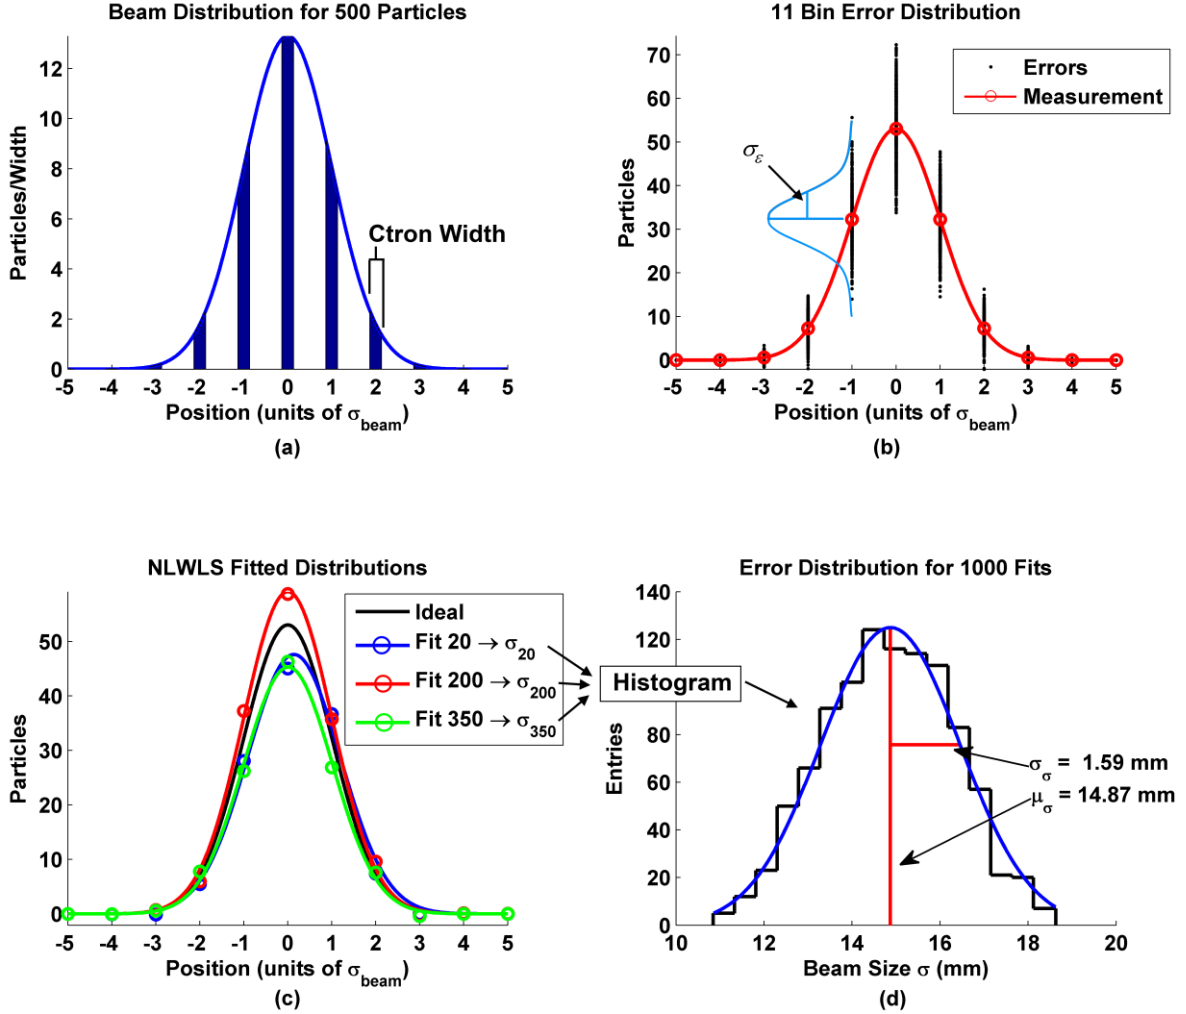 Beam Distribution for 500 Particles
12
10
8
6
4
2
0
Particles/Width
Ctron Width
-5 -4 -3 -2 -1 0 1 2 3 4 5
Position (units of σbeam)
(a)
11 Bin Error Distribution
70
60
50
40
30
20
10
0
Particles
Errors
Measurement
σε
-5 -4 -3 -2 -1 0 1 2 3 4 5
Position (units of σbeam)
(b)
NLWLS Fitted Distributions
50
40
30
20
10
0
Particles
Ideal
Fit 20 → σ20
Fit 200 → σ200
Fit 350 → σ350
Histogram
-5 -4 -3 -2 -1 0 1 2 3 4 5
Position (units of σbeam)
(c)
Error Distribution for 1000 Fits
140
120
100
80
60
40
20
0
Entries
σσ = 1.59 mm
μσ = 14.87 mm
10 12 14 16 18 20
Beam Size σ (mm)
(d)